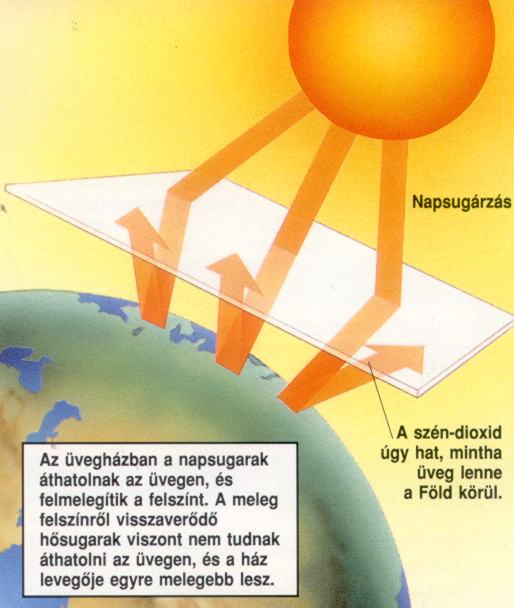 Napsugárzás
A szén-dioxid
úgy hat, mintha
üveg lenne
a Föld körül.
Az üvegházban a napsugarak
áthatolnak az üvegen, és
felmelegítik a felszínt. A meleg
felszínről visszaverődő
hősugarak viszont nem tudnak
áthatolni az üvegen, és a ház
levegője egyre melegebb lesz.